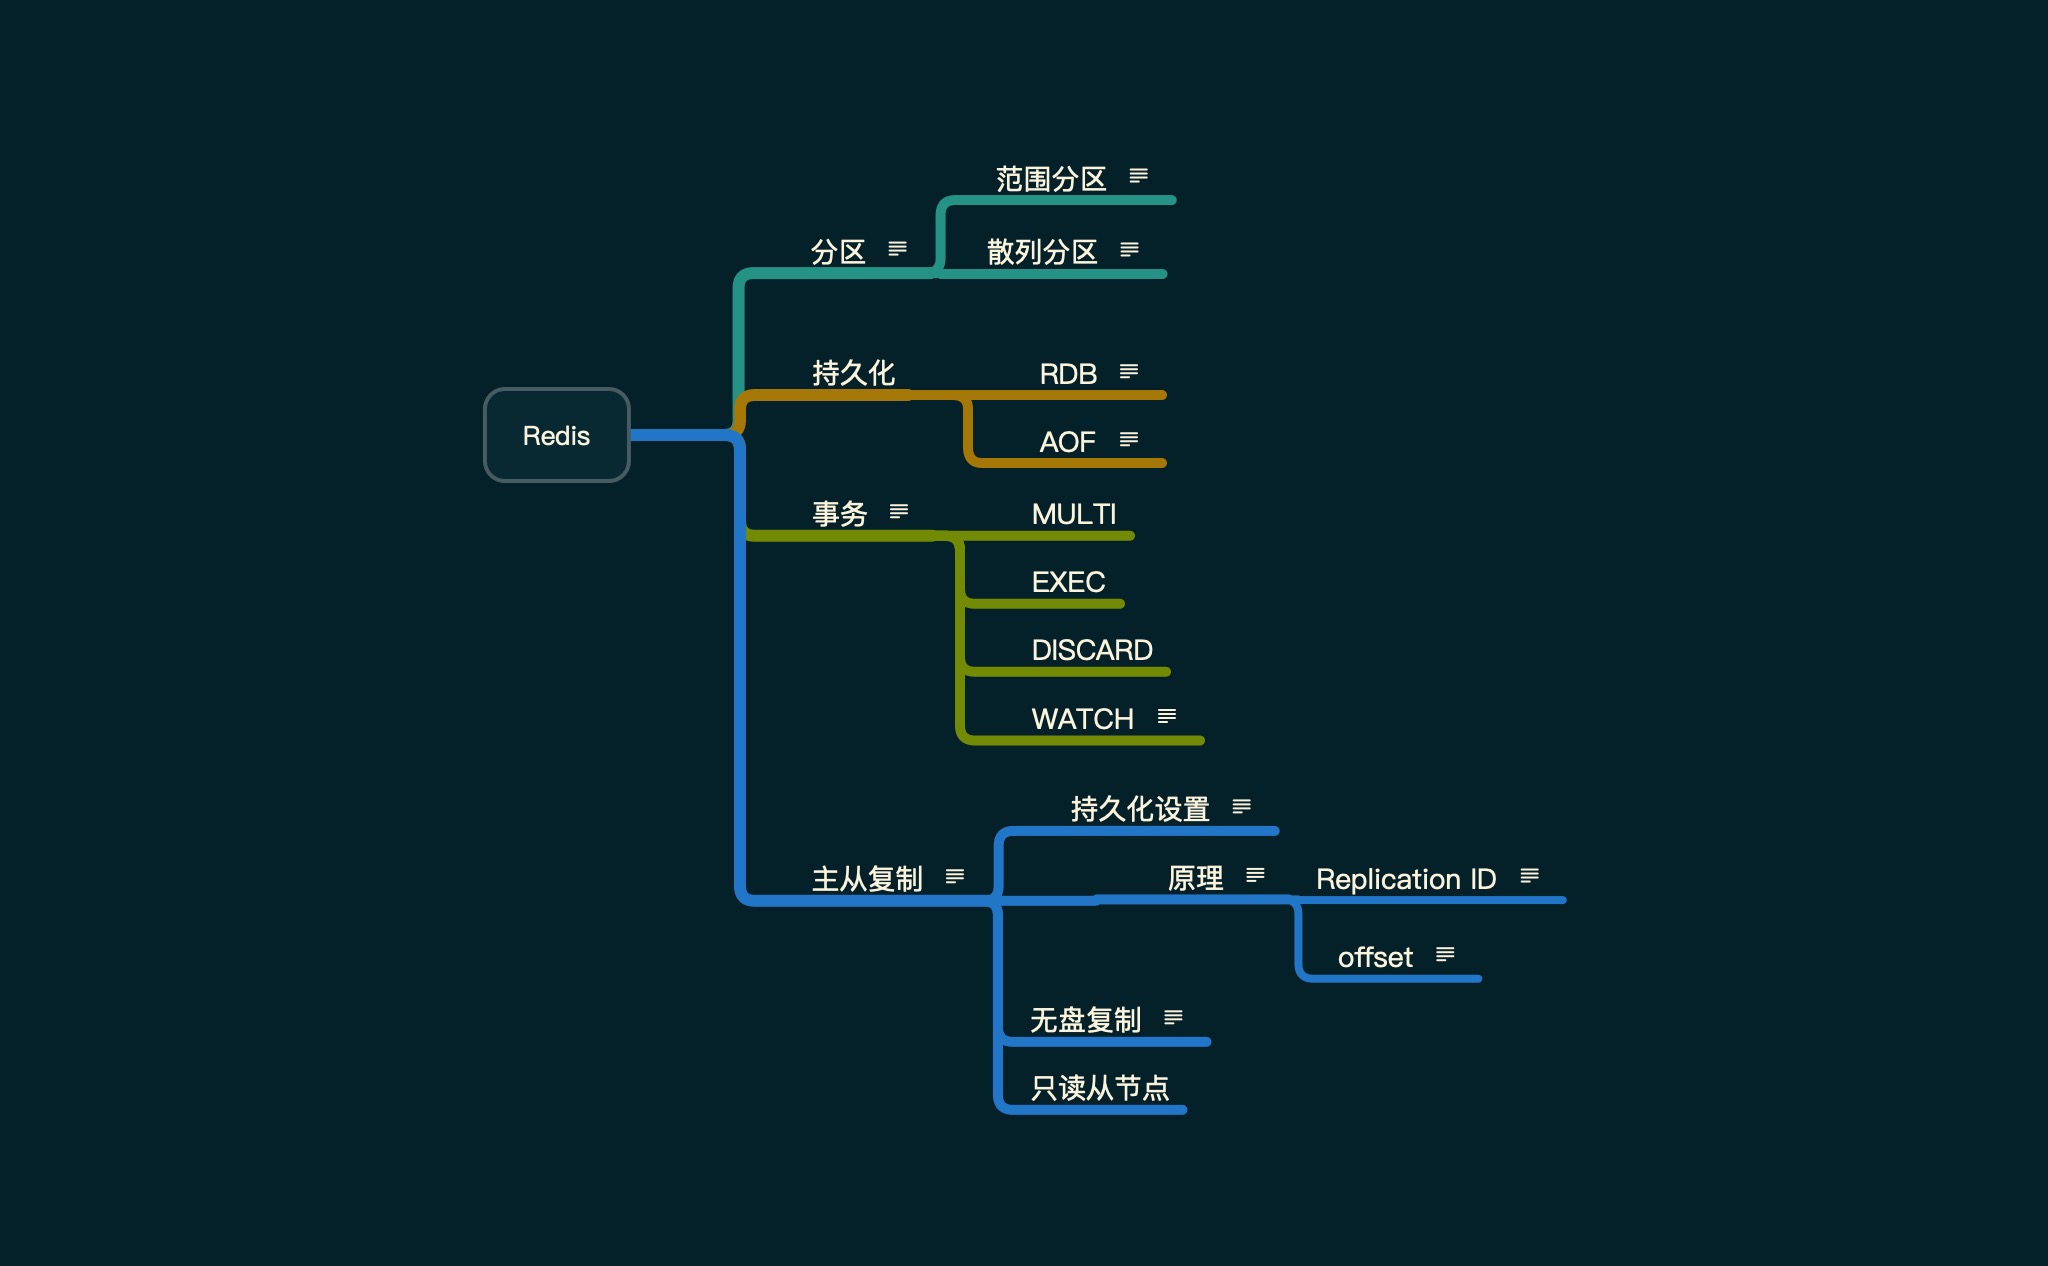 Redis
分区
范围分区
散列分区
持久化
RDB
AOF
事务
MULTI
EXEC
DISCARD
WATCH
主从复制
持久化设置
原理
Replication ID
offset
无盘复制
只读从节点